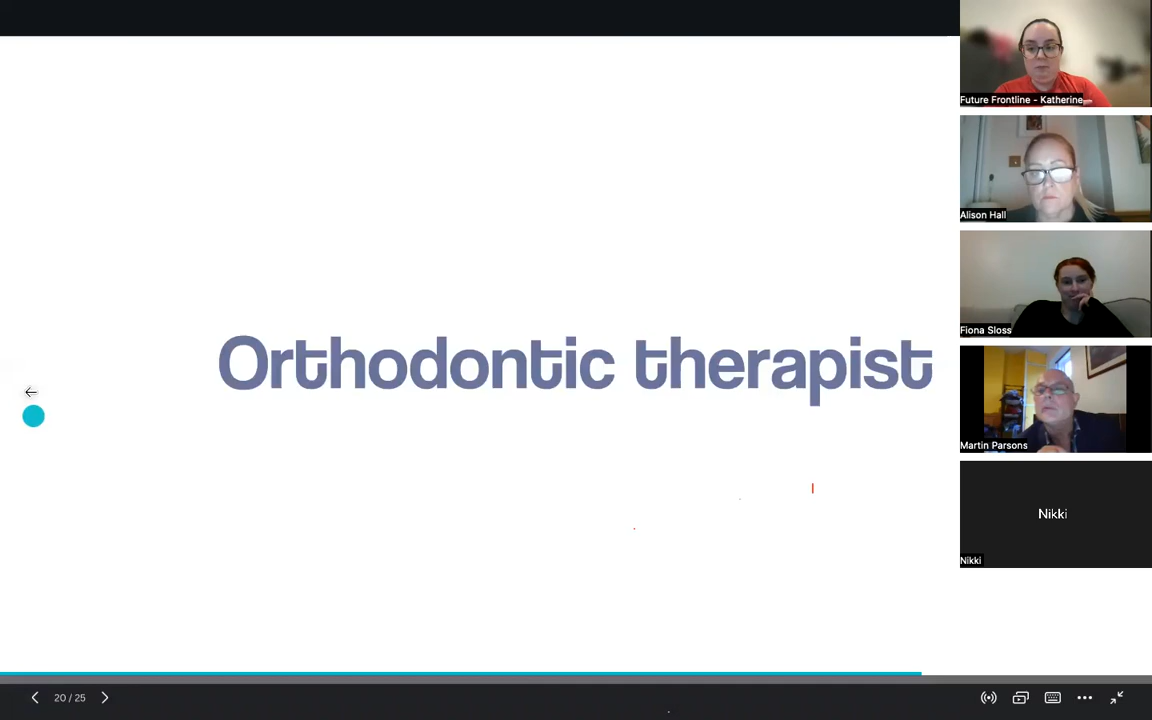 Future Frontline - Katherine
Alison Hall
Fiona Sloss
Orthodontic therapist
Martin Parsons
Nikki
Nikki
20 / 25